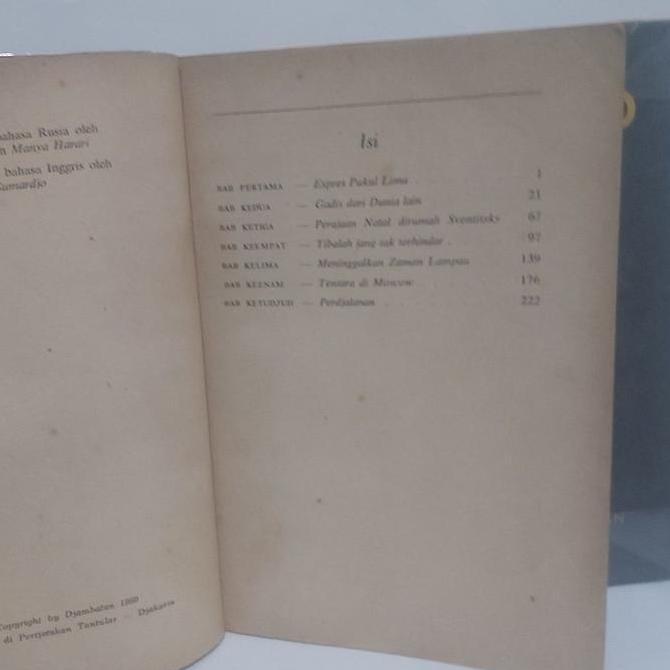 bahasa Rusia oleh
n Manya Harari
bahasa Inggris oleh
Sumardjo
Copyright by Djambatan 1960
di Pertjetakan Tantular — Djakarta
Isi
BAB PERTAMA — Expres Pukul Lima . 1
BAB KEDUA — Gadis dari Dunia lain 21
BAB KETIGA — Perajaan Natal dirumah Sventitsky 67
BAB KEEMPAT — Tibalah jang tak terhindar . 97
BAB KELIMA — Meninggalkan Zaman Lampau 139
BAB KEENAM — Tentara di Moscow . 176
BAB KETUDJUH — Perdjalanan . . . . 222